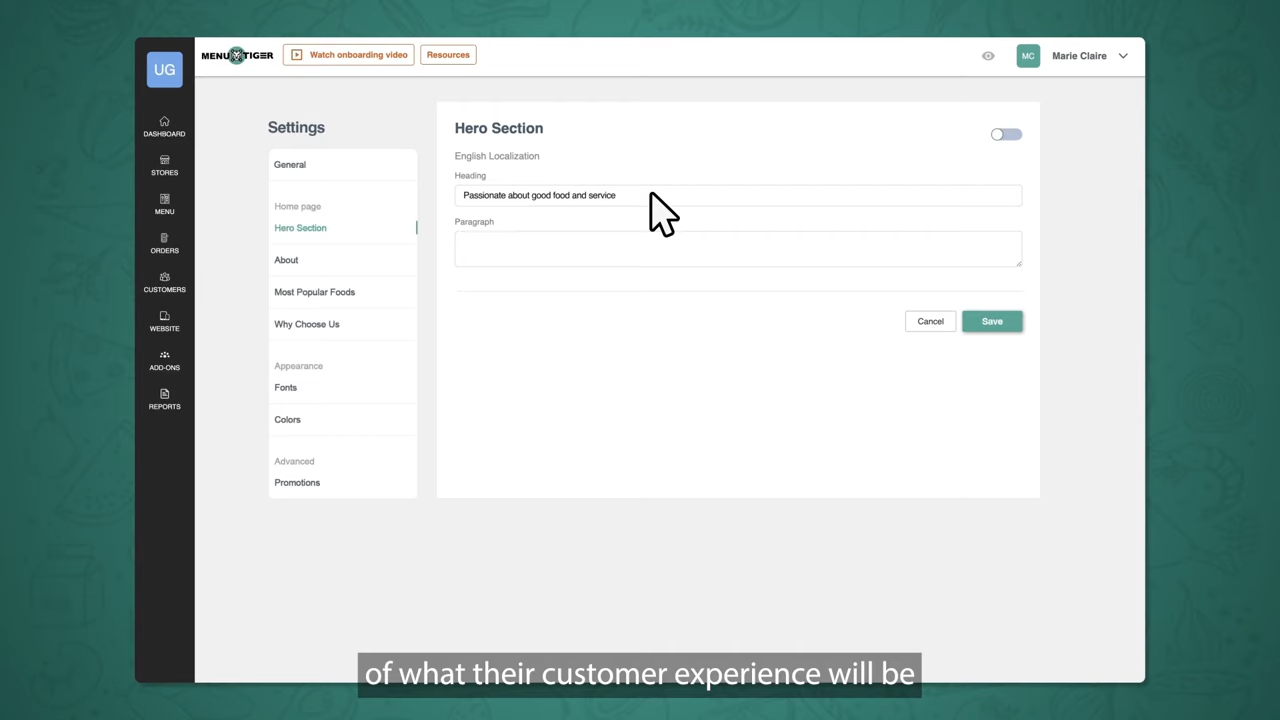 UG
MENU TIGER
Watch onboarding video
Resources
MC
Marie Claire
DASHBOARD
STORES
MENU
ORDERS
CUSTOMERS
WEBSITE
ADD-ONS
REPORTS
Settings
General
Home page
Hero Section
About
Most Popular Foods
Why Choose Us
Appearance
Fonts
Colors
Advanced
Promotions
Hero Section
English Localization
Heading
Passionate about good food and service
Paragraph
Cancel
Save
of what their customer experience will be